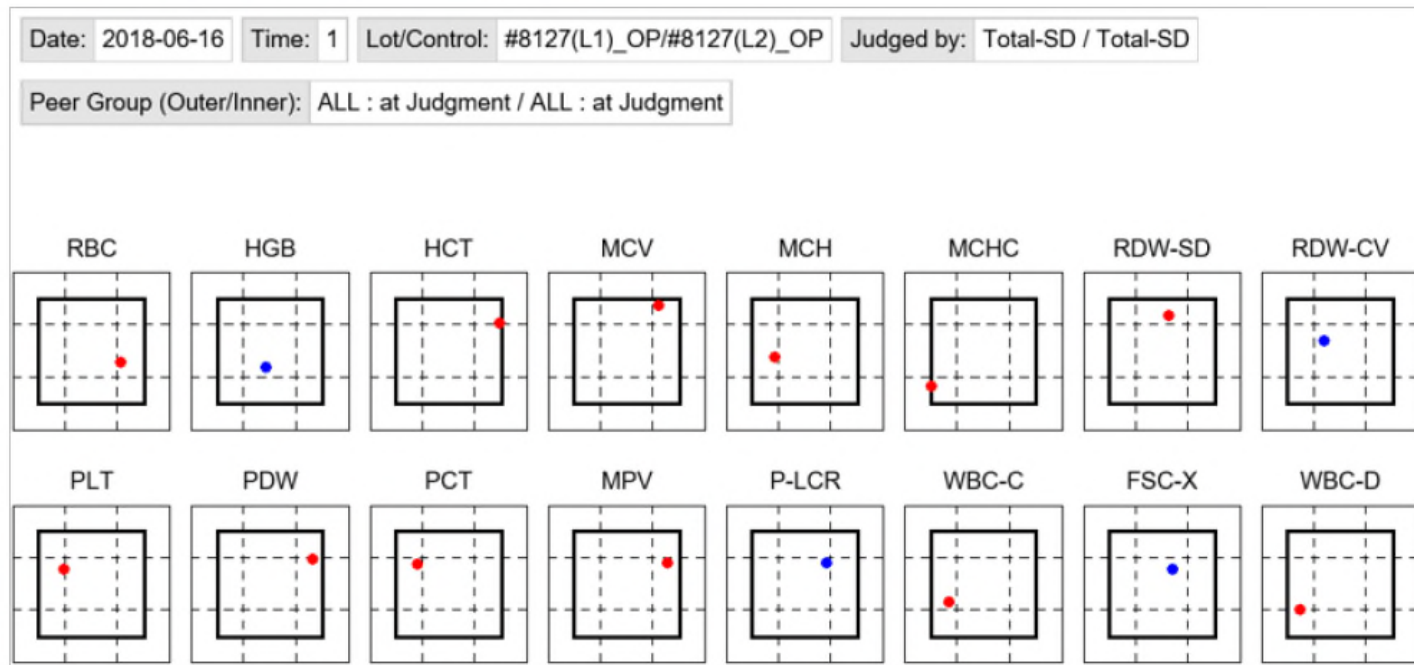 Date: 2018-06-16 Time: 1 Lot/Control: #8127(L1)_OP/#8127(L2)_OP Judged by: Total-SD / Total-SD
Peer Group (Outer/Inner): ALL : at Judgment / ALL : at Judgment
RBC HGB HCT MCV MCH MCHC RDW-SD RDW-CV
PLT PDW PCT MPV P-LCR WBC-C FSC-X WBC-D